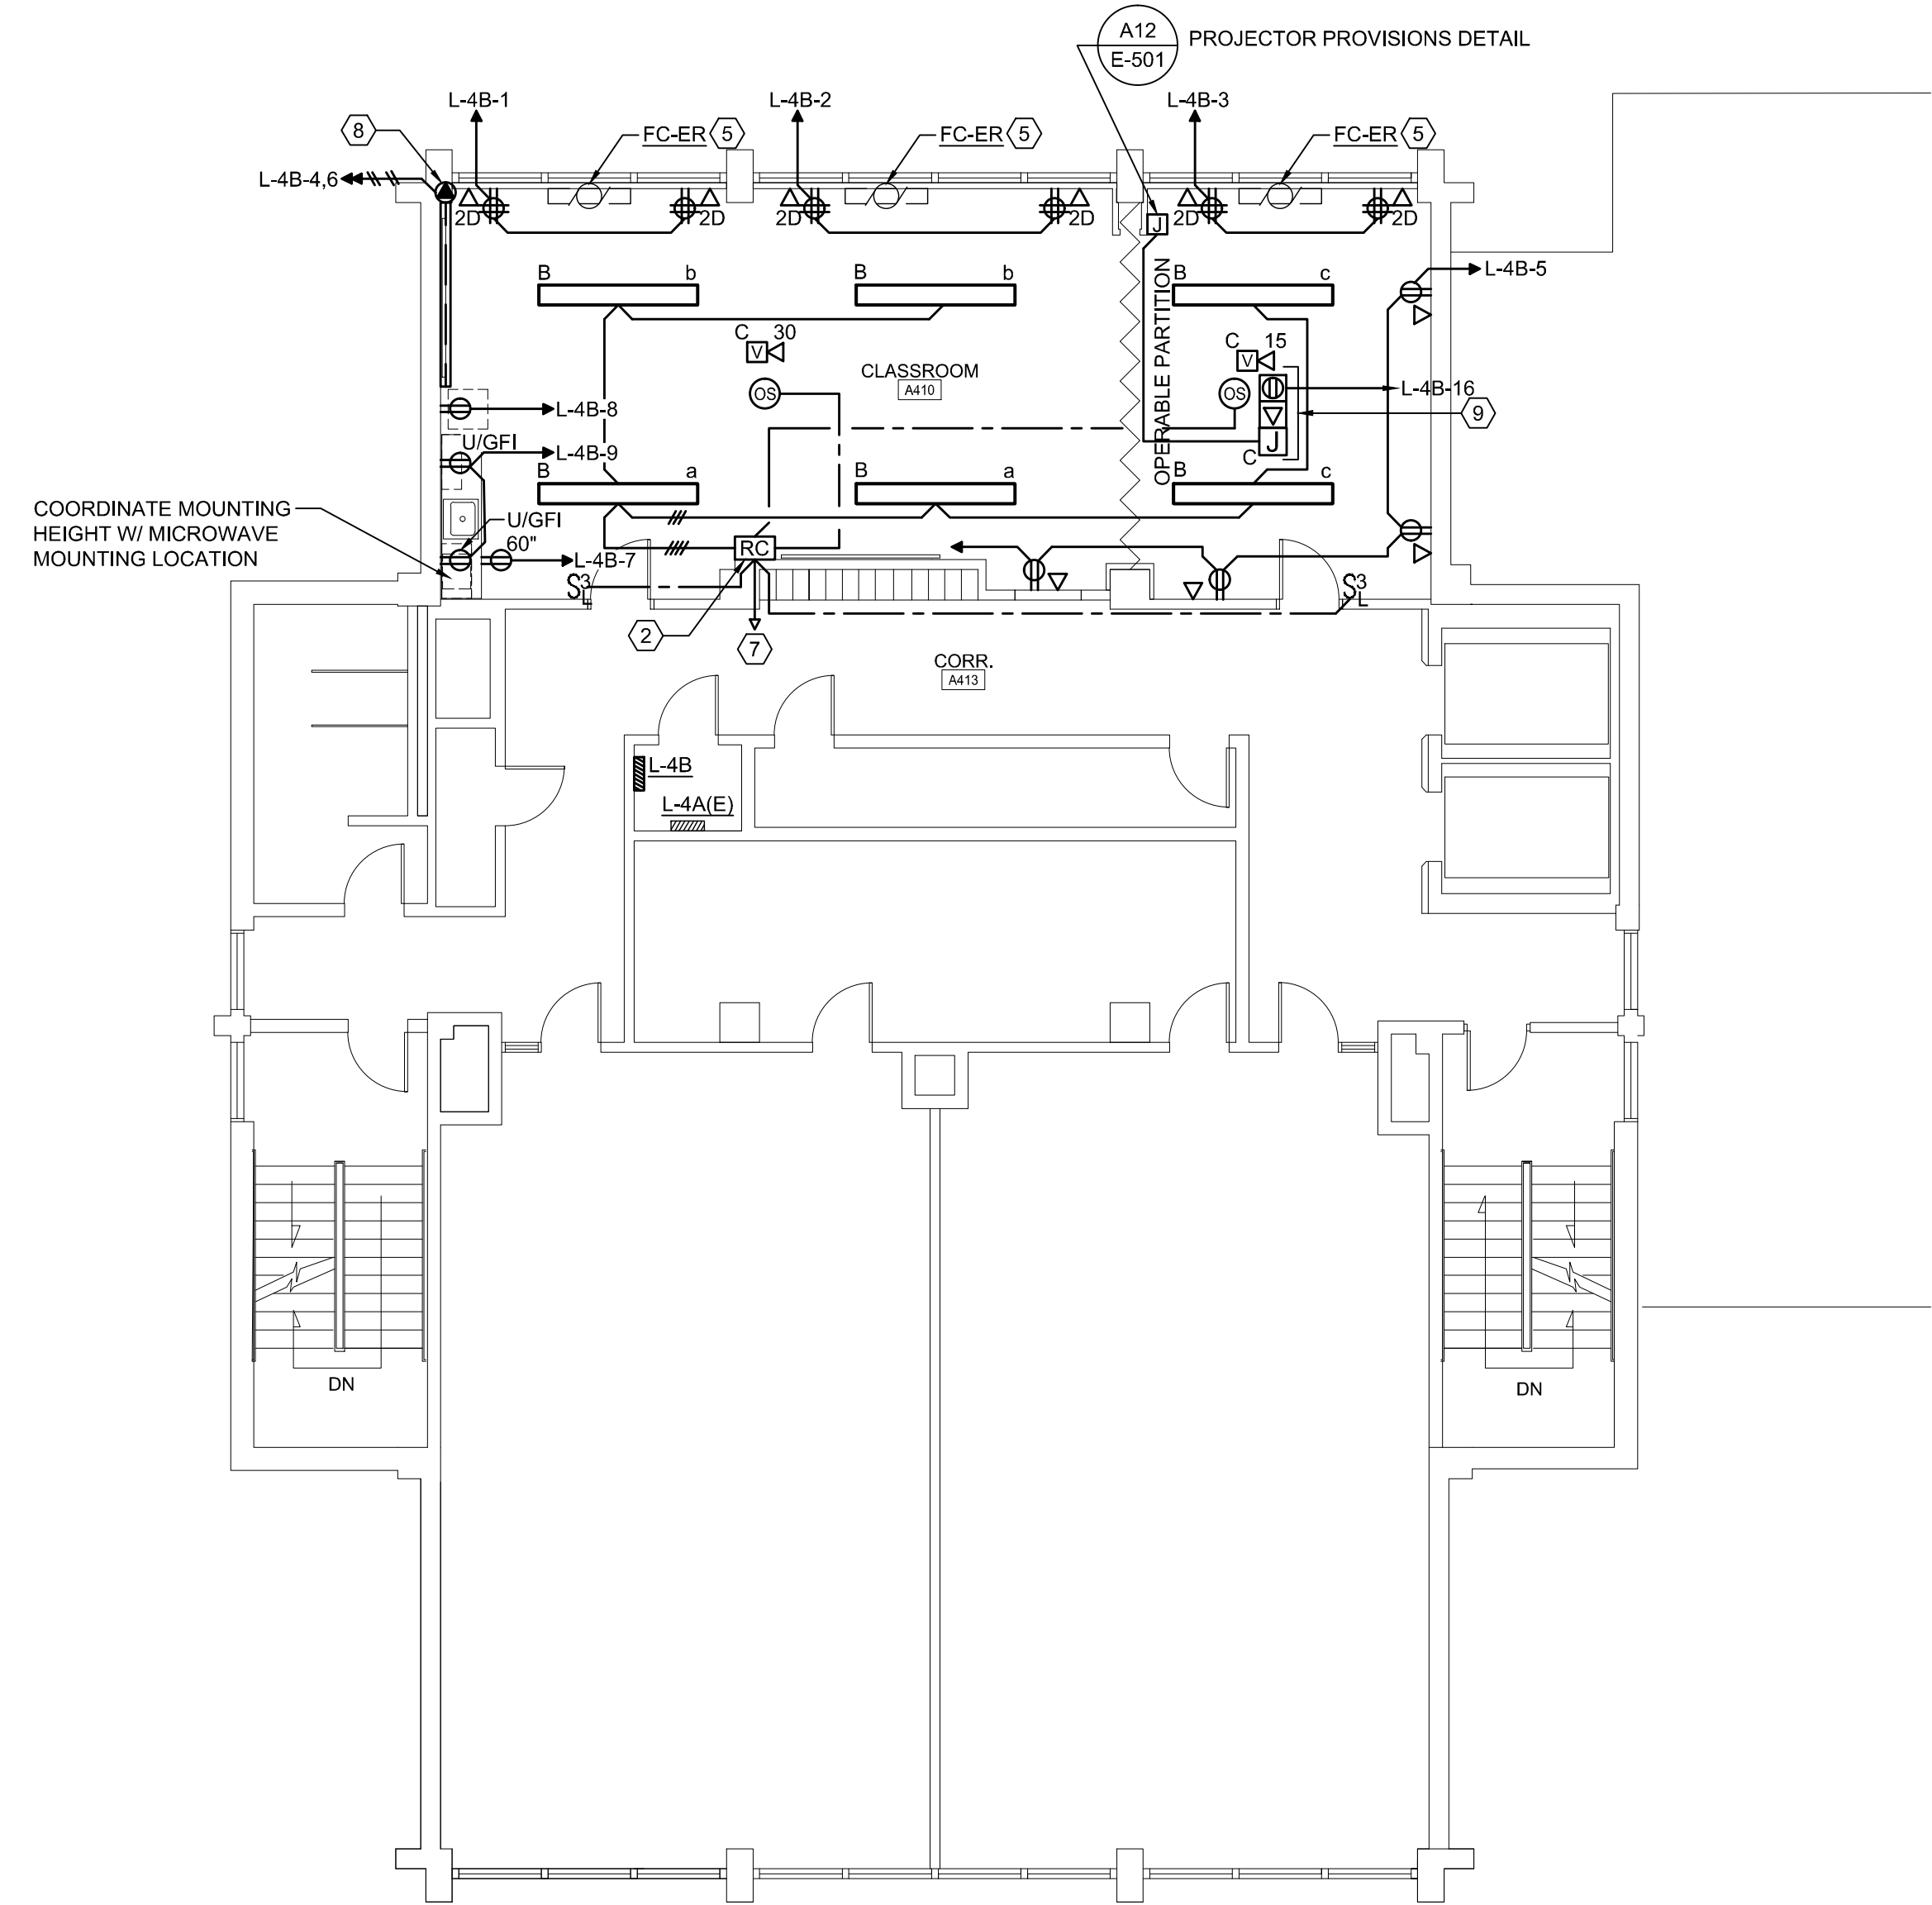 A12
E-501
PROJECTOR PROVISIONS DETAIL
L-4B-1
L-4B-2
L-4B-3
8
FC-ER 5
FC-ER 5
FC-ER 5
L-4B-4,6
2D
2D
2D
2D
2D
2D
J
B b
B b
B c
L-4B-5
C 30
V
C 15
V
CLASSROOM
A410
OPERABLE PARTITION
OS
OS
L-4B-16
L-4B-8
9
U/GFI
L-4B-9
J
C
B a
B a
B c
COORDINATE MOUNTING
HEIGHT W/ MICROWAVE
MOUNTING LOCATION
U/GFI
60"
L-4B-7
RC
S3L
S3L
2
7
CORR.
A413
L-4B
L-4A(E)
DN
DN